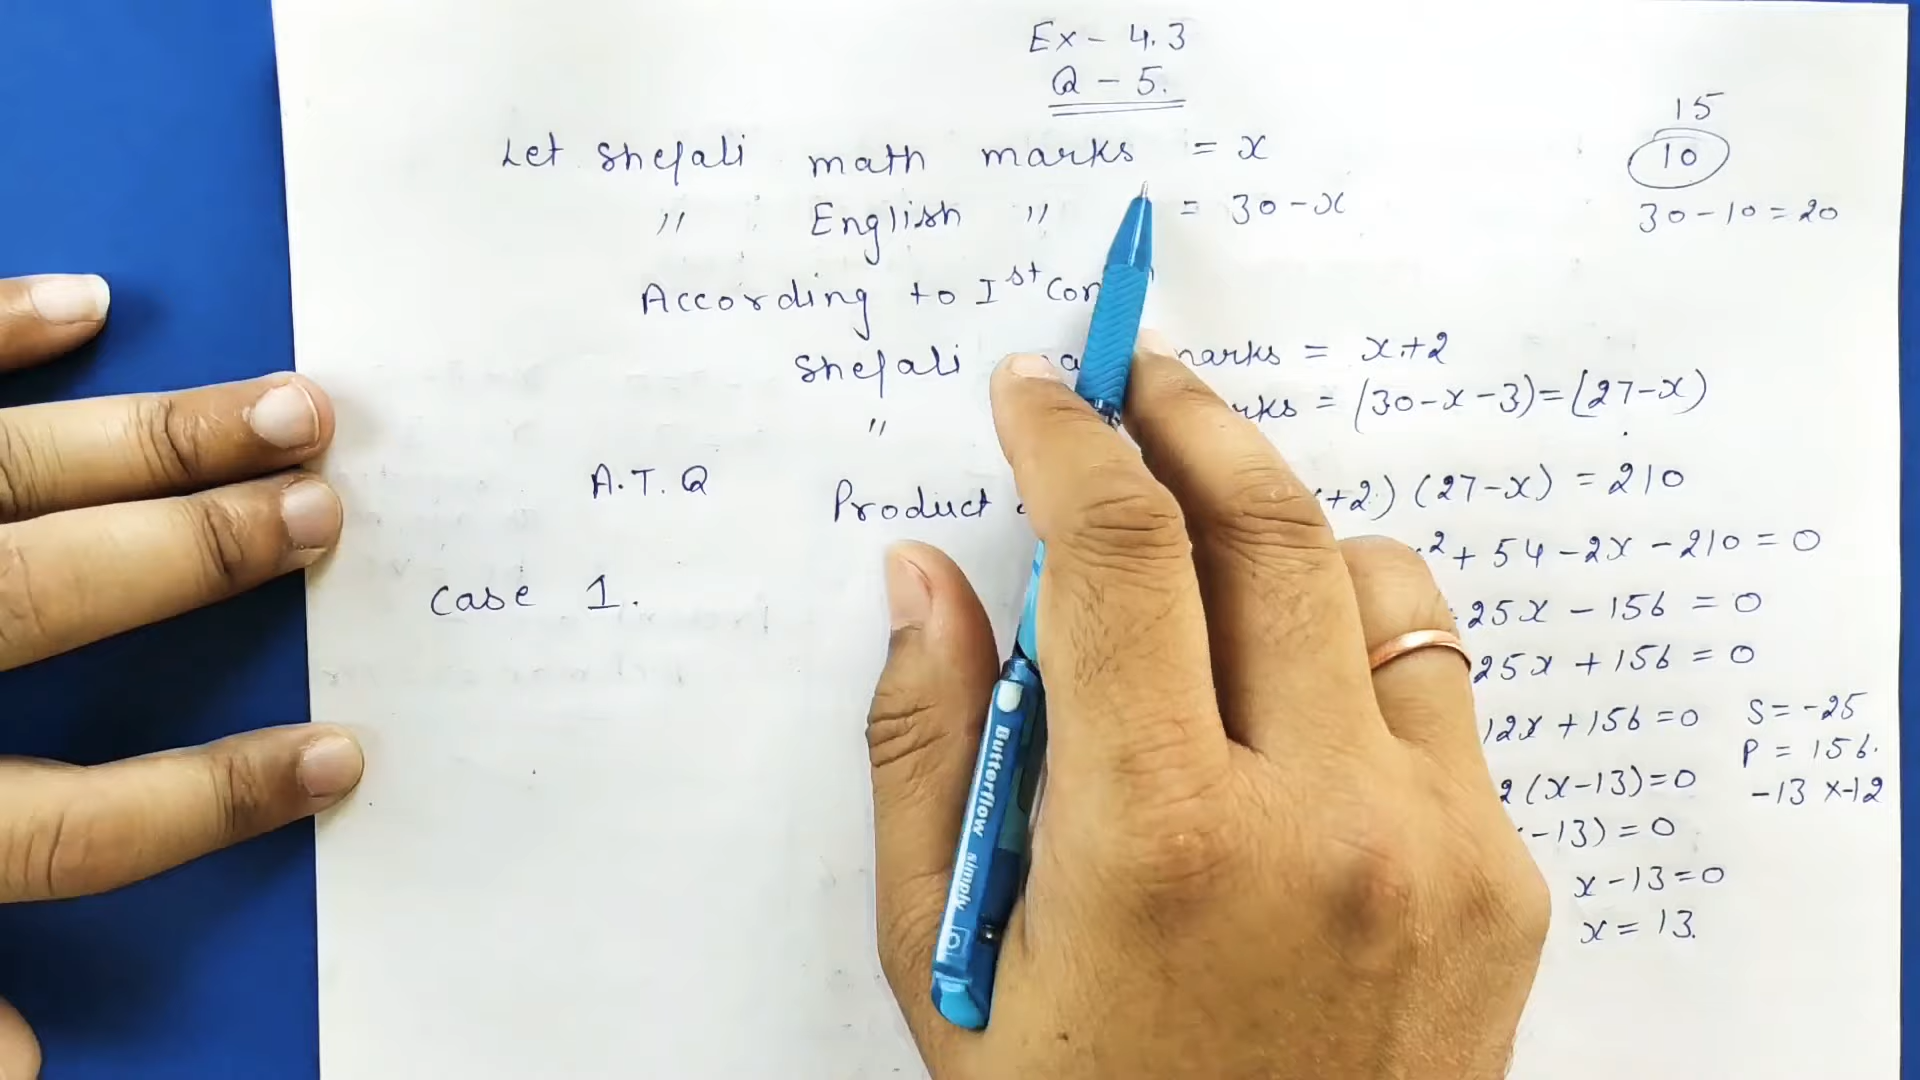 Ex - 4.3
Q - 5.
15
10
30 - 10 = 20
Let Shefali math marks = x
" English " = 30 - x
According to Ist Con
Shefali marks = x + 2
" = (30 - x - 3) = (27 - x)
A.T.Q Product +2) (27 - x) = 210
2 + 54 - 2x - 210 = 0
Case 1.
25x - 156 = 0
25x + 156 = 0
12x + 156 = 0
S = -25
P = 156.
-13 x -12
2 (x - 13) = 0
- 13) = 0
x - 13 = 0
x = 13.
Butterflow simply